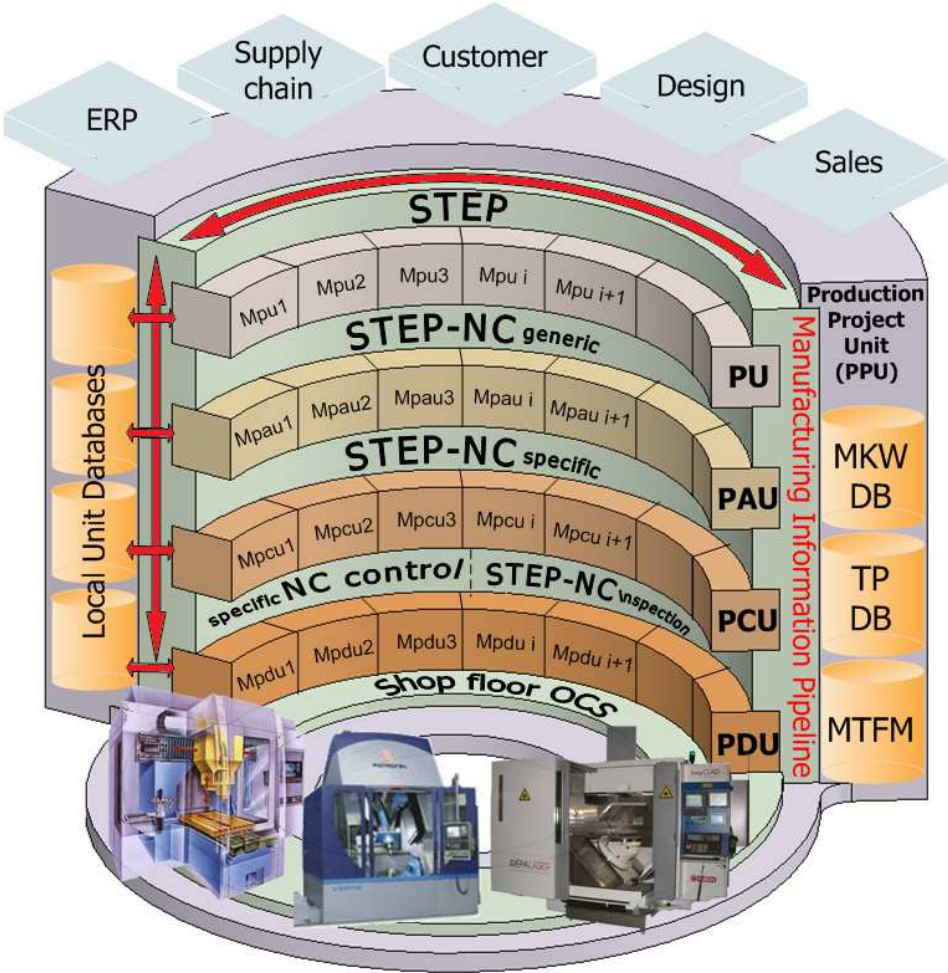 ERP
Supply
chain
Customer
Design
Sales
STEP
Mpu1 Mpu2 Mpu3 Mpu i Mpu i+1
PU
STEP-NC generic
Mpau1 Mpau2 Mpau3 Mpau i Mpau i+1
PAU
STEP-NC specific
Mpcu1 Mpcu2 Mpcu3 Mpcu i Mpcu i+1
PCU
specific NC control STEP-NC inspection
Mpdu1 Mpdu2 Mpdu3 Mpdu i Mpdu i+1
PDU
Shop floor OCS
Local Unit Databases
Manufacturing Information Pipeline
Production
Project
Unit
(PPU)
MKW
DB
TP
DB
MTFM